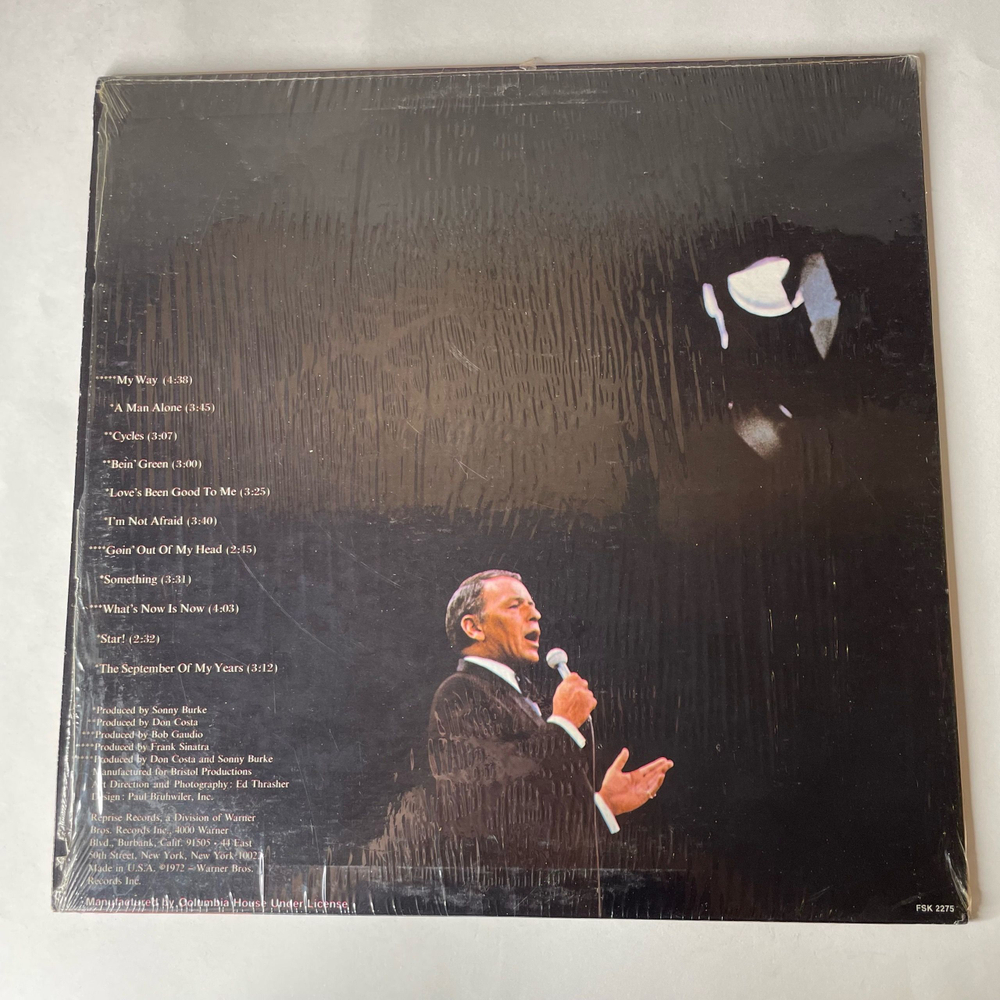 *****My Way (4:38)
*A Man Alone (3:45)
**Cycles (3:07)
**Bein' Green (3:00)
*Love's Been Good To Me (3:25)
*I'm Not Afraid (3:40)
****Goin' Out Of My Head (2:45)
*Something (3:31)
***What's Now Is Now (4:03)
*Star! (2:32)
*The September Of My Years (3:12)
*Produced by Sonny Burke
**Produced by Don Costa
***Produced by Bob Gaudio
****Produced by Frank Sinatra
*****Produced by Don Costa and Sonny Burke
Manufactured for Bristol Productions
Art Direction and Photography: Ed Thrasher
Design: Paul Bruhwiler, Inc.
Reprise Records, a Division of Warner
Bros. Records Inc., 4000 Warner
Blvd., Burbank, Calif. 91505 • 44 East
50th Street, New York, New York
Made in U.S.A. ©1972 – Warner Bros.
Records Inc.
Manufactured by Columbia House Under License
FSK 2275